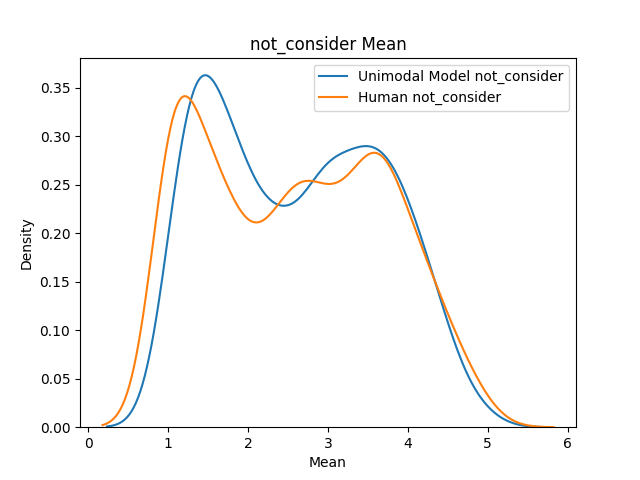 not_consider Mean
Unimodal Model not_consider
Human not_consider
Density
0.35
0.30
0.25
0.20
0.15
0.10
0.05
0.00
0 1 2 3 4 5 6
Mean